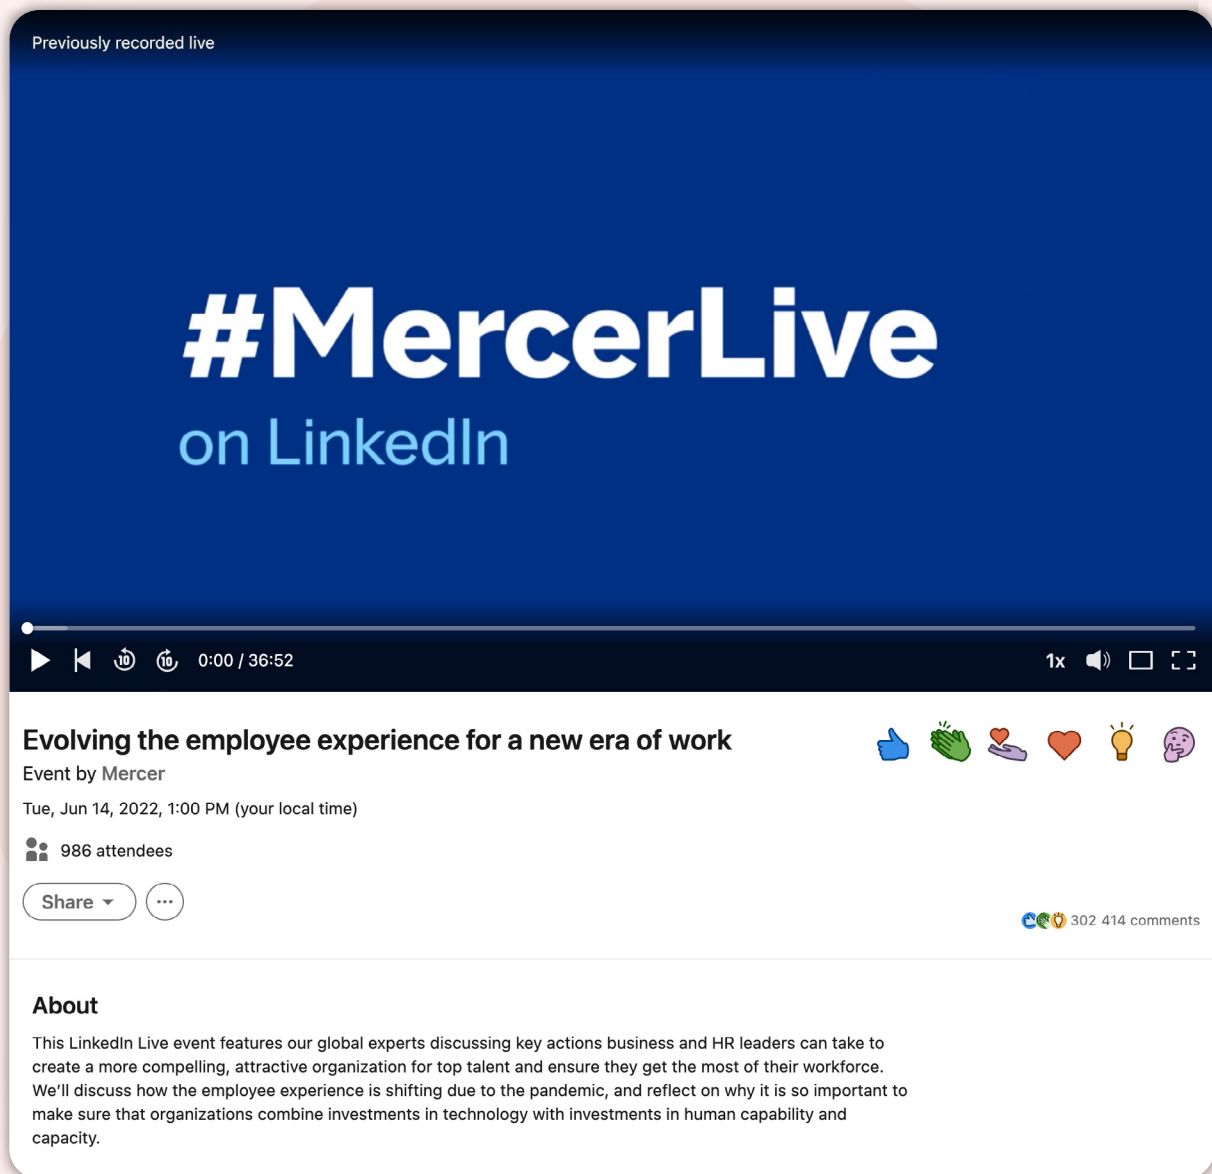 Previously recorded live
#MercerLive
on LinkedIn
10 10 0:00 / 36:52 1x
Evolving the employee experience for a new era of work
Event by Mercer
Tue, Jun 14, 2022, 1:00 PM (your local time)
986 attendees
Share
302 414 comments
About
This LinkedIn Live event features our global experts discussing key actions business and HR leaders can take to
create a more compelling, attractive organization for top talent and ensure they get the most of their workforce.
We'll discuss how the employee experience is shifting due to the pandemic, and reflect on why it is so important to
make sure that organizations combine investments in technology with investments in human capability and
capacity.